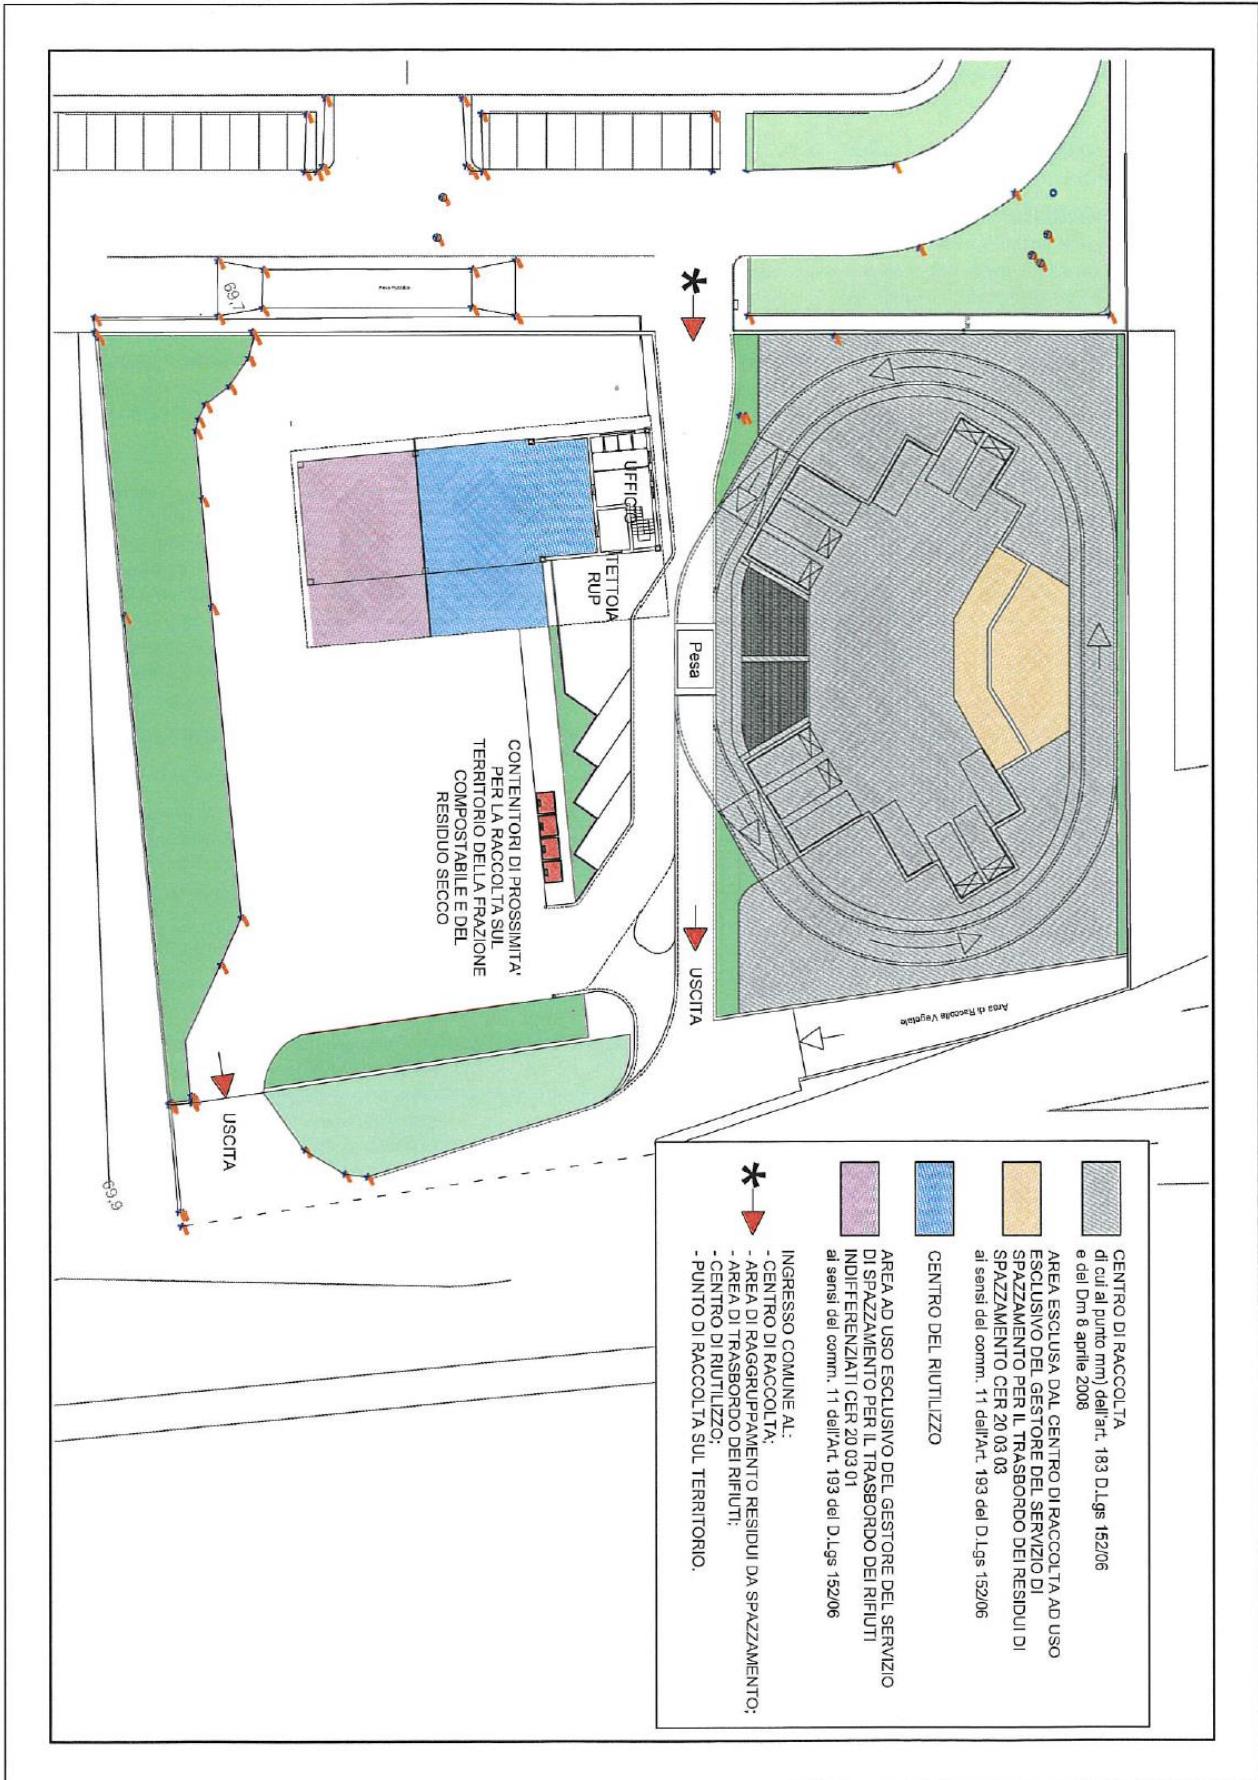 69,7
Pesa Pubblica
UFFICIO
TETTOIA
RUP
Pesa
CONTENITORI DI PROSSIMITA'
PER LA RACCOLTA SUL
TERRITORIO DELLA FRAZIONE
COMPOSTABILE E DEL
RESIDUO SECCO
USCITA
Area di Raccolta Vegetale
USCITA
69,9
CENTRO DI RACCOLTA
di cui al punto mm) dell'art. 183 D.Lgs 152/06
e del Dm 8 aprile 2008
AREA ESCLUSA DAL CENTRO DI RACCOLTA AD USO
ESCLUSIVO DEL GESTORE DEL SERVIZIO DI
SPAZZAMENTO PER IL TRASBORDO DEI RESIDUI DI
SPAZZAMENTO CER 20 03 03
ai sensi del comm. 11 dell'Art. 193 del D.Lgs 152/06
CENTRO DEL RIUTILIZZO
AREA AD USO ESCLUSIVO DEL GESTORE DEL SERVIZIO
DI SPAZZAMENTO PER IL TRASBORDO DEI RIFIUTI
INDIFFERENZIATI CER 20 03 01
ai sensi del comm. 11 dell'Art. 193 del D.Lgs 152/06
INGRESSO COMUNE AL:
- CENTRO DI RACCOLTA;
- AREA DI RAGGRUPPAMENTO RESIDUI DA SPAZZAMENTO;
- AREA DI TRASBORDO DEI RIFIUTI;
- CENTRO DI RIUTILIZZO;
- PUNTO DI RACCOLTA SUL TERRITORIO.